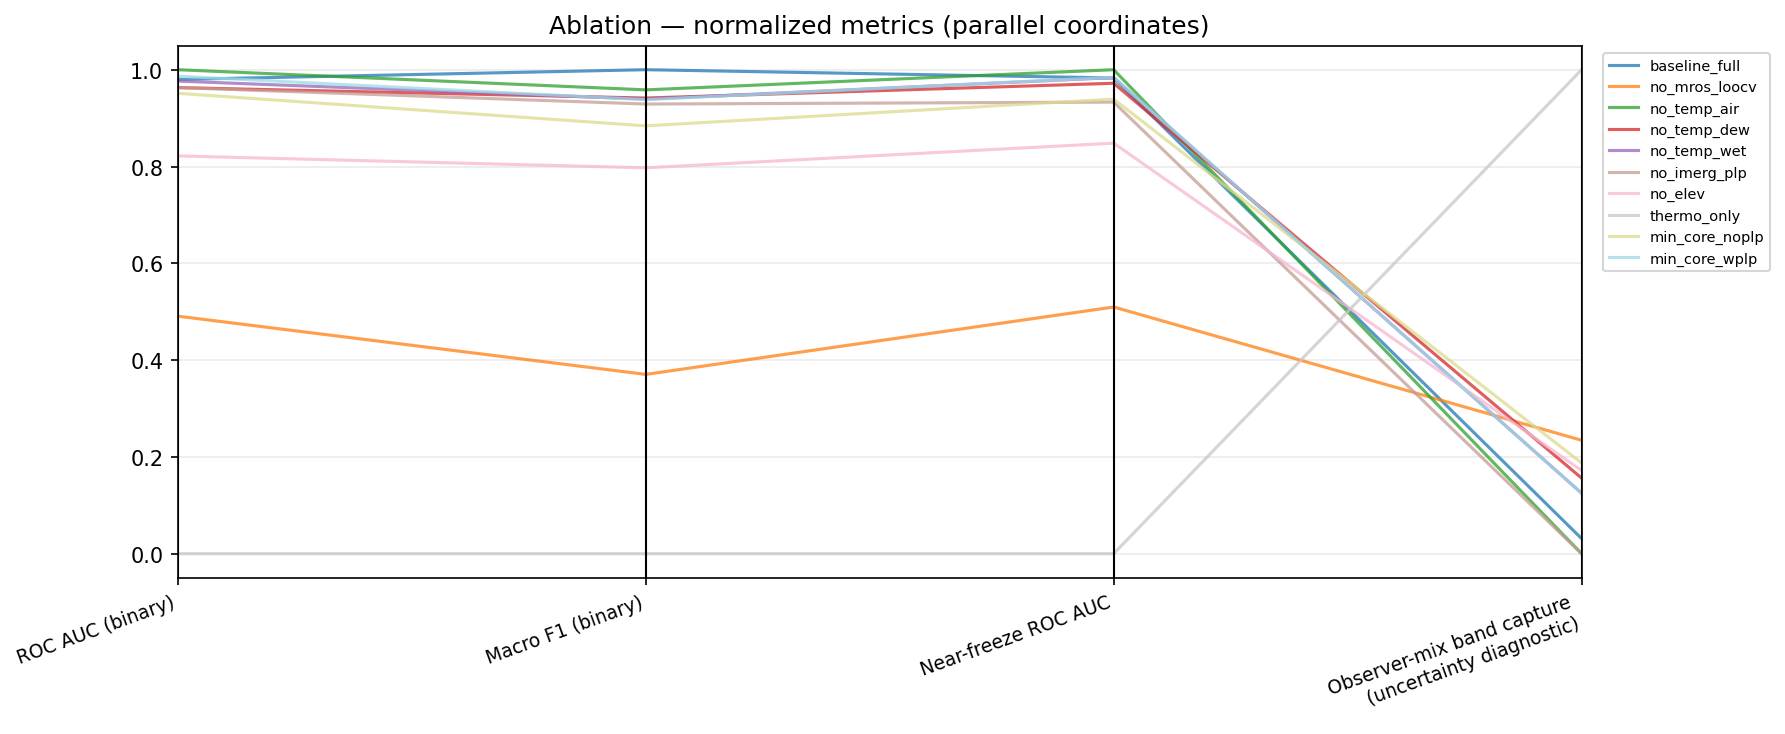 Ablation — normalized metrics (parallel coordinates)
1.0
0.8
0.6
0.4
0.2
0.0
ROC AUC (binary)
Macro F1 (binary)
Near-freeze ROC AUC
Observer-mix band capture
(uncertainty diagnostic)
baseline_full
no_mros_loocv
no_temp_air
no_temp_dew
no_temp_wet
no_imerg_plp
no_elev
thermo_only
min_core_noplp
min_core_wplp